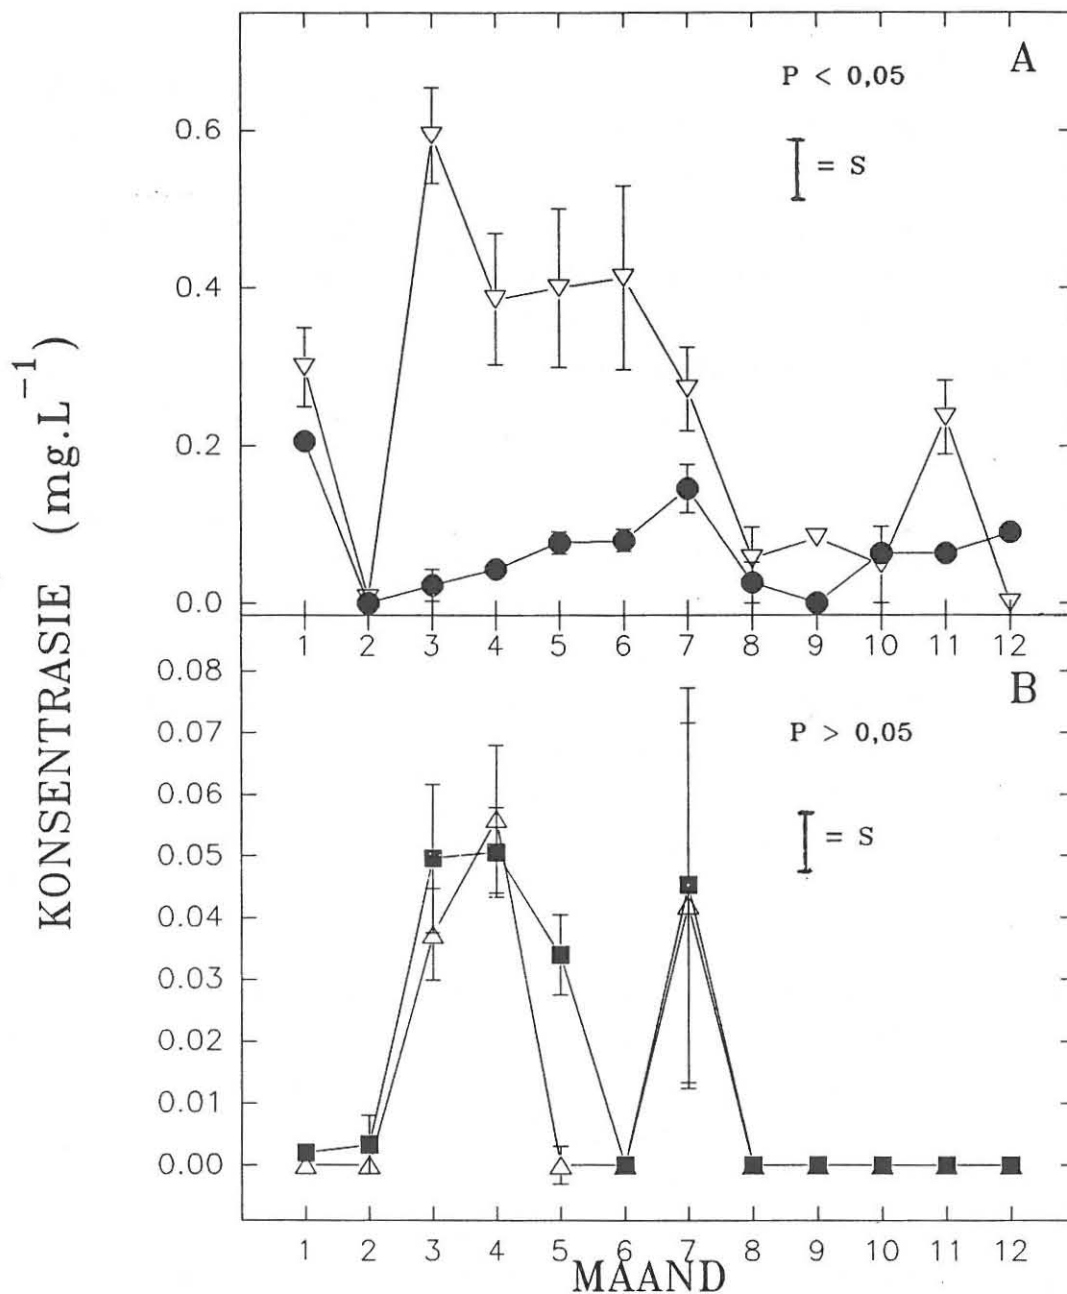 A
P < 0,05
= S
0.6
0.4
0.2
0.0
1 2 3 4 5 6 7 8 9 10 11 12
KONSENTRASIE (mg.L⁻¹)
B
0.08
P > 0,05
0.07
0.06
= S
0.05
0.04
0.03
0.02
0.01
0.00
1 2 3 4 5 6 7 8 9 10 11 12
MAAND